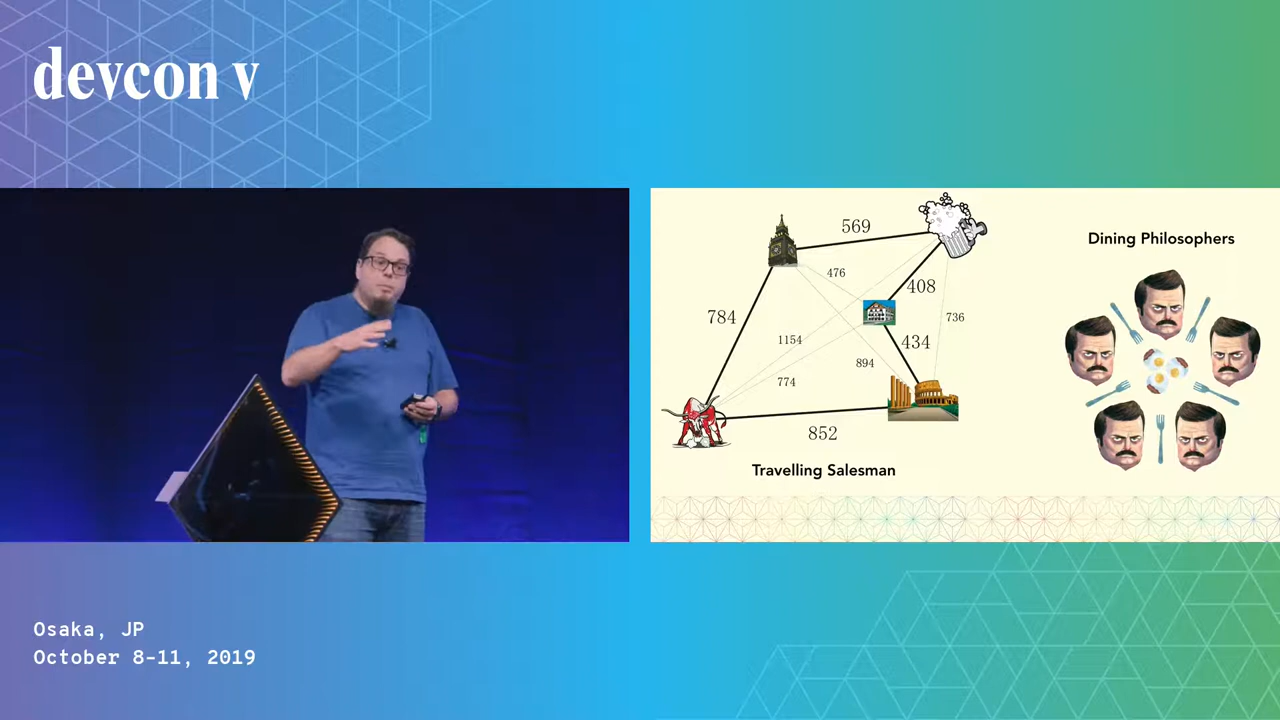 devcon v
569
476
408
784
736
1154
434
894
774
852
Travelling Salesman
Dining Philosophers
Osaka, JP
October 8-11, 2019